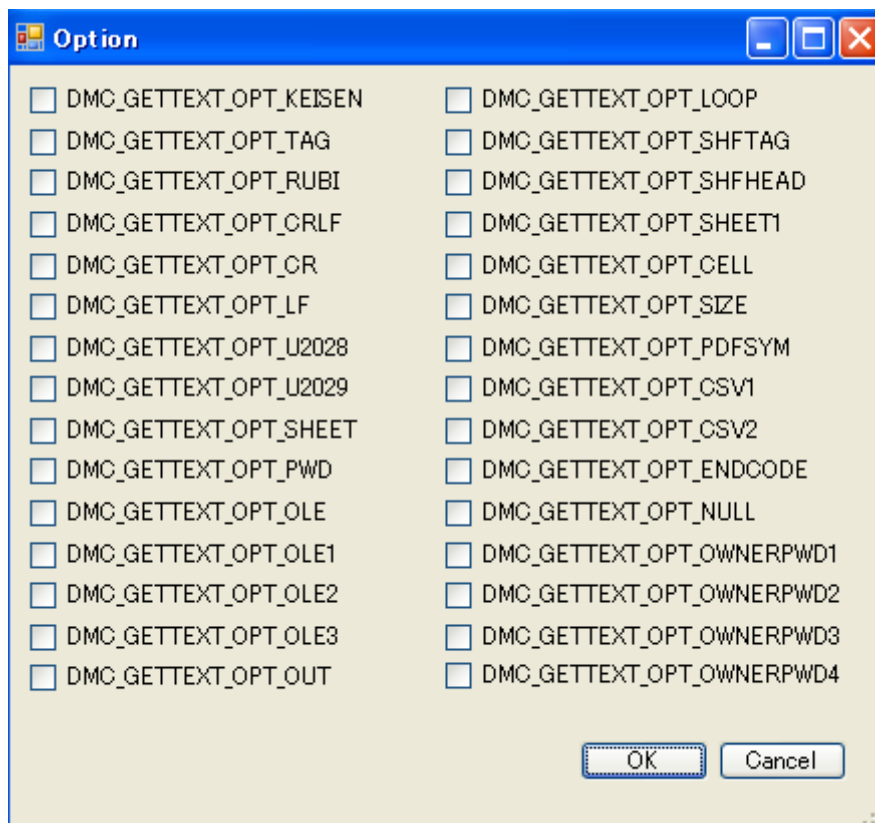 Option
DMC_GETTEXT_OPT_KEISEN
DMC_GETTEXT_OPT_TAG
DMC_GETTEXT_OPT_RUBI
DMC_GETTEXT_OPT_CRLF
DMC_GETTEXT_OPT_CR
DMC_GETTEXT_OPT_LF
DMC_GETTEXT_OPT_U2028
DMC_GETTEXT_OPT_U2029
DMC_GETTEXT_OPT_SHEET
DMC_GETTEXT_OPT_PWD
DMC_GETTEXT_OPT_OLE
DMC_GETTEXT_OPT_OLE1
DMC_GETTEXT_OPT_OLE2
DMC_GETTEXT_OPT_OLE3
DMC_GETTEXT_OPT_OUT
DMC_GETTEXT_OPT_LOOP
DMC_GETTEXT_OPT_SHFTAG
DMC_GETTEXT_OPT_SHFHEAD
DMC_GETTEXT_OPT_SHEET1
DMC_GETTEXT_OPT_CELL
DMC_GETTEXT_OPT_SIZE
DMC_GETTEXT_OPT_PDFSYM
DMC_GETTEXT_OPT_CSV1
DMC_GETTEXT_OPT_CSV2
DMC_GETTEXT_OPT_ENDCODE
DMC_GETTEXT_OPT_NULL
DMC_GETTEXT_OPT_OWNERPWD1
DMC_GETTEXT_OPT_OWNERPWD2
DMC_GETTEXT_OPT_OWNERPWD3
DMC_GETTEXT_OPT_OWNERPWD4
OK
Cancel